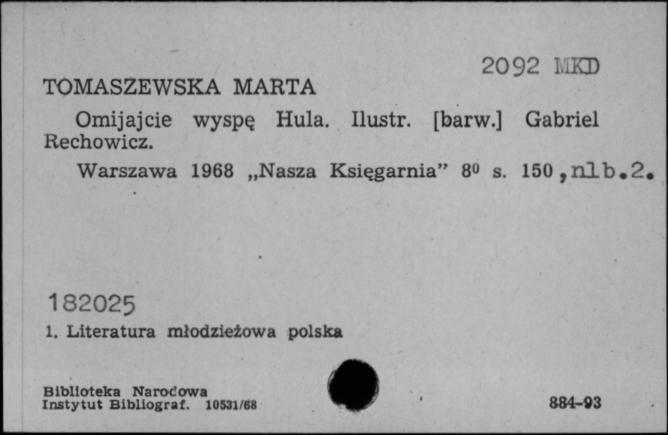 2092 MKD
TOMASZEWSKA MARTA
Omijajcie wyspę Hula. Ilustr. [barw.] Gabriel
Rechowicz.
Warszawa 1968 „Nasza Księgarnia” 8⁰ s. 150, nlb.2.
182025
1. Literatura młodzieżowa polska
Biblioteka Narodowa
Instytut Bibliograf. 10531/68
884-93